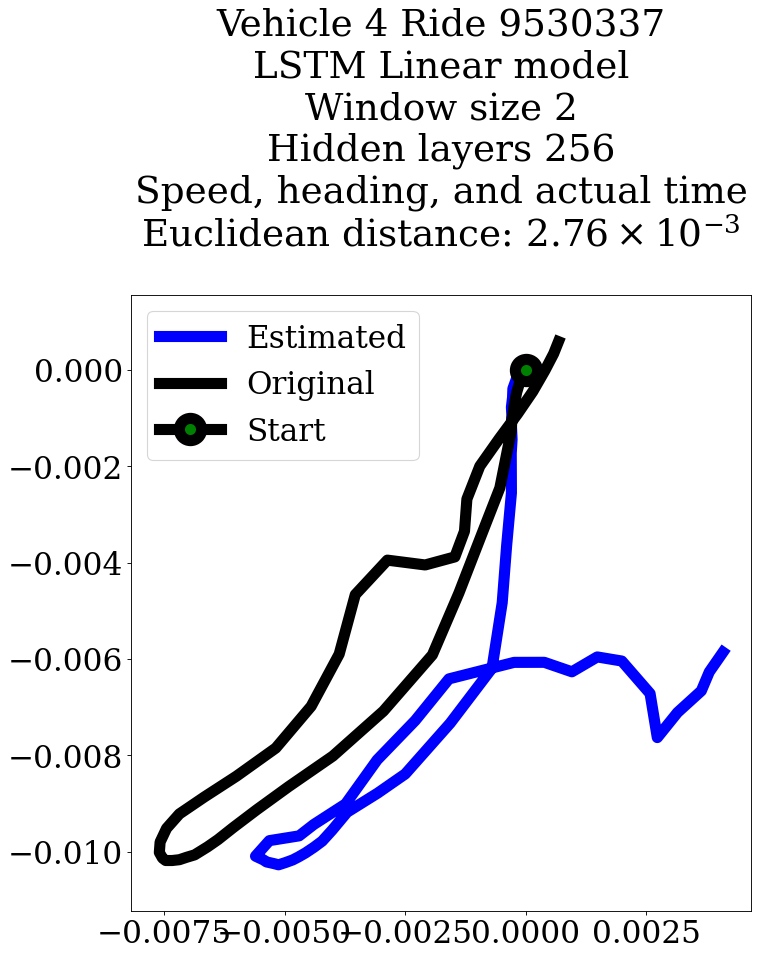 Vehicle 4 Ride 9530337
LSTM Linear model
Window size 2
Hidden layers 256
Speed, heading, and actual time
Euclidean distance: 2.76 × 10⁻³
Estimated
Original
Start
0.000
−0.002
−0.004
−0.006
−0.008
−0.010
−0.0075 −0.0050 −0.0025 0.0000 0.0025